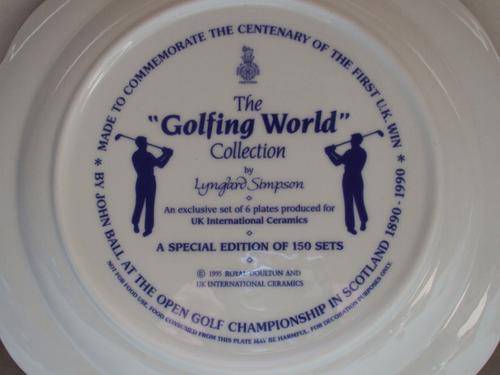 * MADE TO COMMEMORATE THE CENTENARY OF THE FIRST U.K. WIN *
BY JOHN BALL AT THE OPEN GOLF CHAMPIONSHIP IN SCOTLAND 1890-1990
The
"Golfing World"
Collection
by
Lyngard Simpson
An exclusive set of 6 plates produced for
UK International Ceramics
A SPECIAL EDITION OF 150 SETS
© 1995 ROYAL DOULTON AND
UK INTERNATIONAL CERAMICS
NOT FOR FOOD USE. FOOD CONSUMED FROM THIS PLATE MAY BE HARMFUL. FOR DECORATION PURPOSES ONLY.